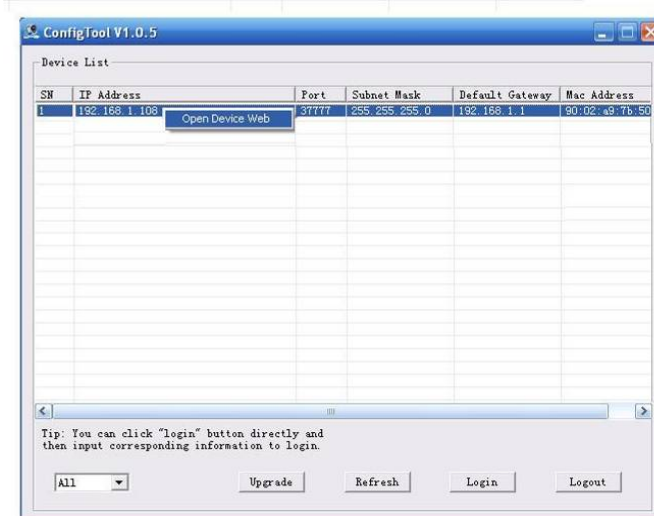 ConfigTool V1.0.5
Device List
SN IP Address Port Subnet Mask Default Gateway Mac Address
1 192.168.1.108 37777 255.255.255.0 192.168.1.1 90:02:a9:7b:50
Open Device Web
Tip: You can click "login" button directly and
then input corresponding information to login.
All Upgrade Refresh Login Logout